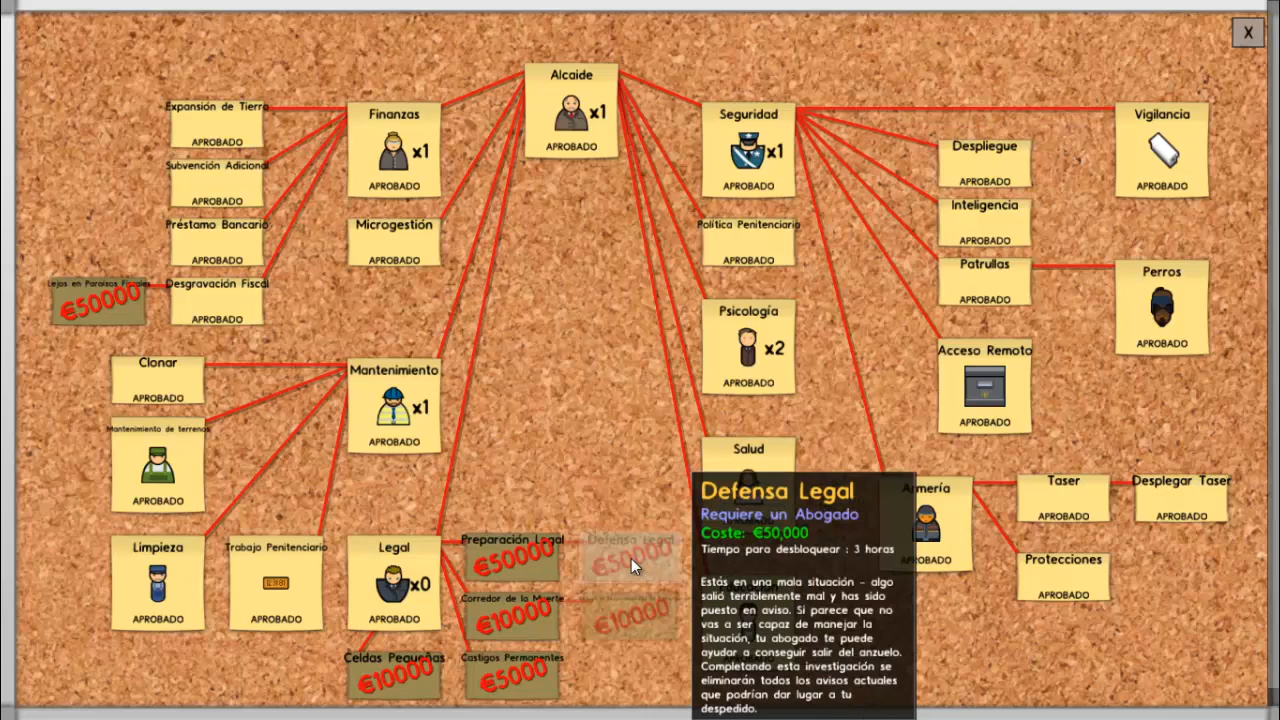 X
Alcaide
x1
APROBADO
Expansión de Tierra
APROBADO
Subvención Adicional
APROBADO
Préstamo Bancario
APROBADO
Desgravación Fiscal
APROBADO
€50000
Finanzas
x1
APROBADO
Microgestión
APROBADO
Seguridad
x1
APROBADO
Política Penitenciario
APROBADO
Psicología
x2
APROBADO
Salud
Vigilancia
APROBADO
Despliegue
APROBADO
Inteligencia
APROBADO
Patrullas
APROBADO
Perros
APROBADO
Acceso Remoto
APROBADO
Clonar
APROBADO
Mantenimiento de terrenos
APROBADO
Mantenimiento
x1
APROBADO
Limpieza
APROBADO
Trabajo Penitenciario
APROBADO
Legal
x0
APROBADO
Preparación Legal
€50000
Defensa Legal
€50000
Corredor de la Muerte
€10000
€10000
Celdas Pequeñas
€10000
Castigos Permanentes
€5000
Armería
APROBADO
Taser
APROBADO
Desplegar Taser
APROBADO
Protecciones
APROBADO
Defensa Legal
Requiere un Abogado
Coste: €50,000
Tiempo para desbloquear : 3 horas
Estás en una mala situación - algo
salió terriblemente mal y has sido
puesto en aviso. Si parece que no
vas a ser capaz de manejar la
situación, tu abogado te puede
ayudar a conseguir salir del anzuelo.
Completando esta investigación se
eliminarán todos los avisos actuales
que podrían dar lugar a tu
despedido.